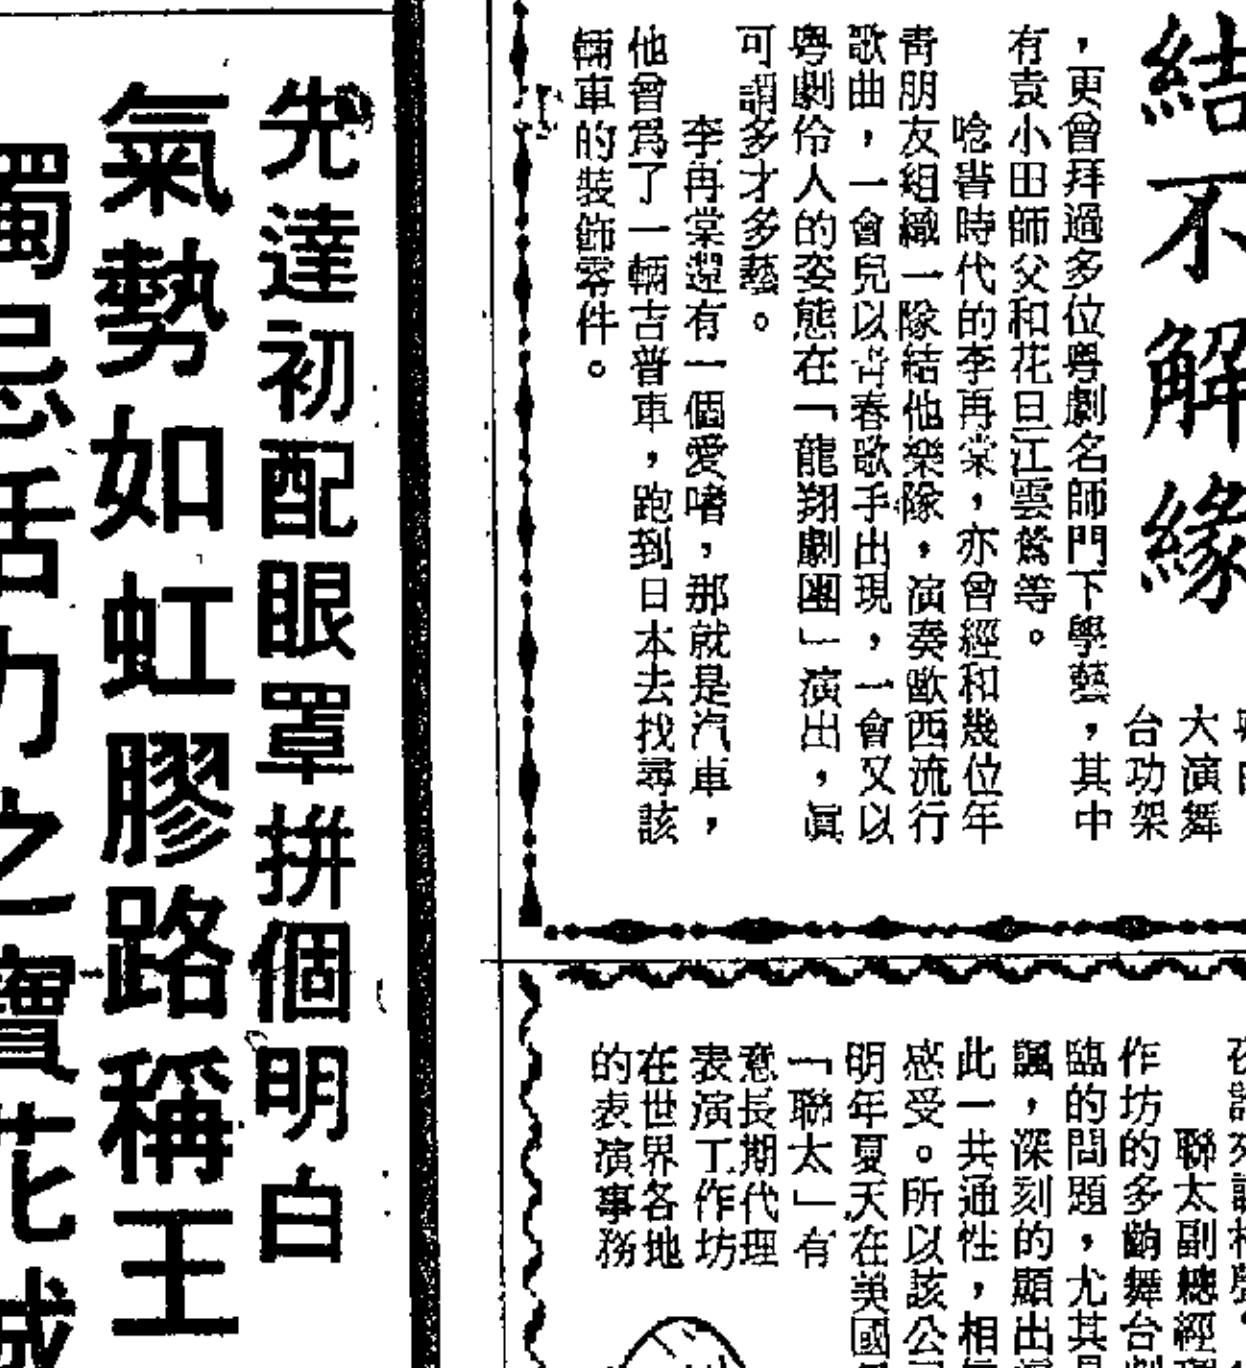 結不解緣
大演舞
台功架
，更曾拜過多位粵劇名師門下學藝，其中
有袁小田師父和花旦江雲鶯等。
唸書時代的李再棠，亦曾經和幾位年
青朋友組織一隊結他樂隊，演奏歐西流行
歌曲，一會兒以青春歌手出現，一會又以
粵劇伶人的姿態在「龍翔劇團」演出，眞
可謂多才多藝。
李再棠還有一個愛嗜，那就是汽車，
他曾爲了一輛古普車，跑到日本去找尋該
輛車的裝飾零件。
聯太副總經
作坊的多齣舞台
臨的問題，尤其
諷，深刻的顯出
此一共通性，相
感受。所以該公
明年夏天在美國
「聯太」有
意長期代理
表演工作坊
在世界各地
的表演事務
先達初配眼罩拼個明白
氣勢如虹膠路稱王
忌活力之寶花